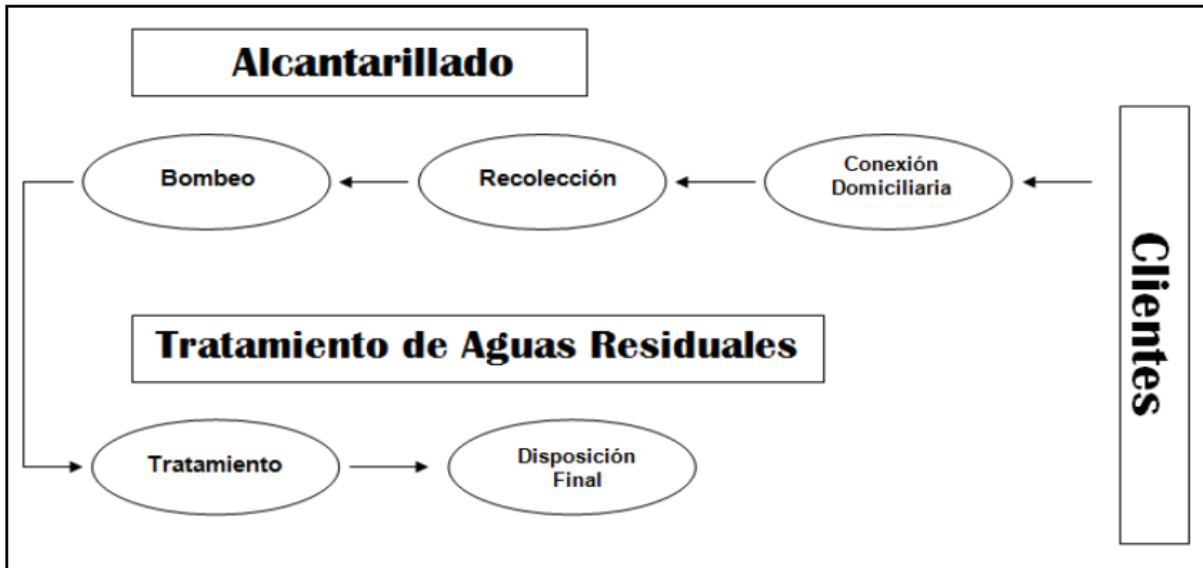 Alcantarillado
Bombeo
Recolección
Conexión
Domiciliaria
Clientes
Tratamiento de Aguas Residuales
Tratamiento
Disposición
Final